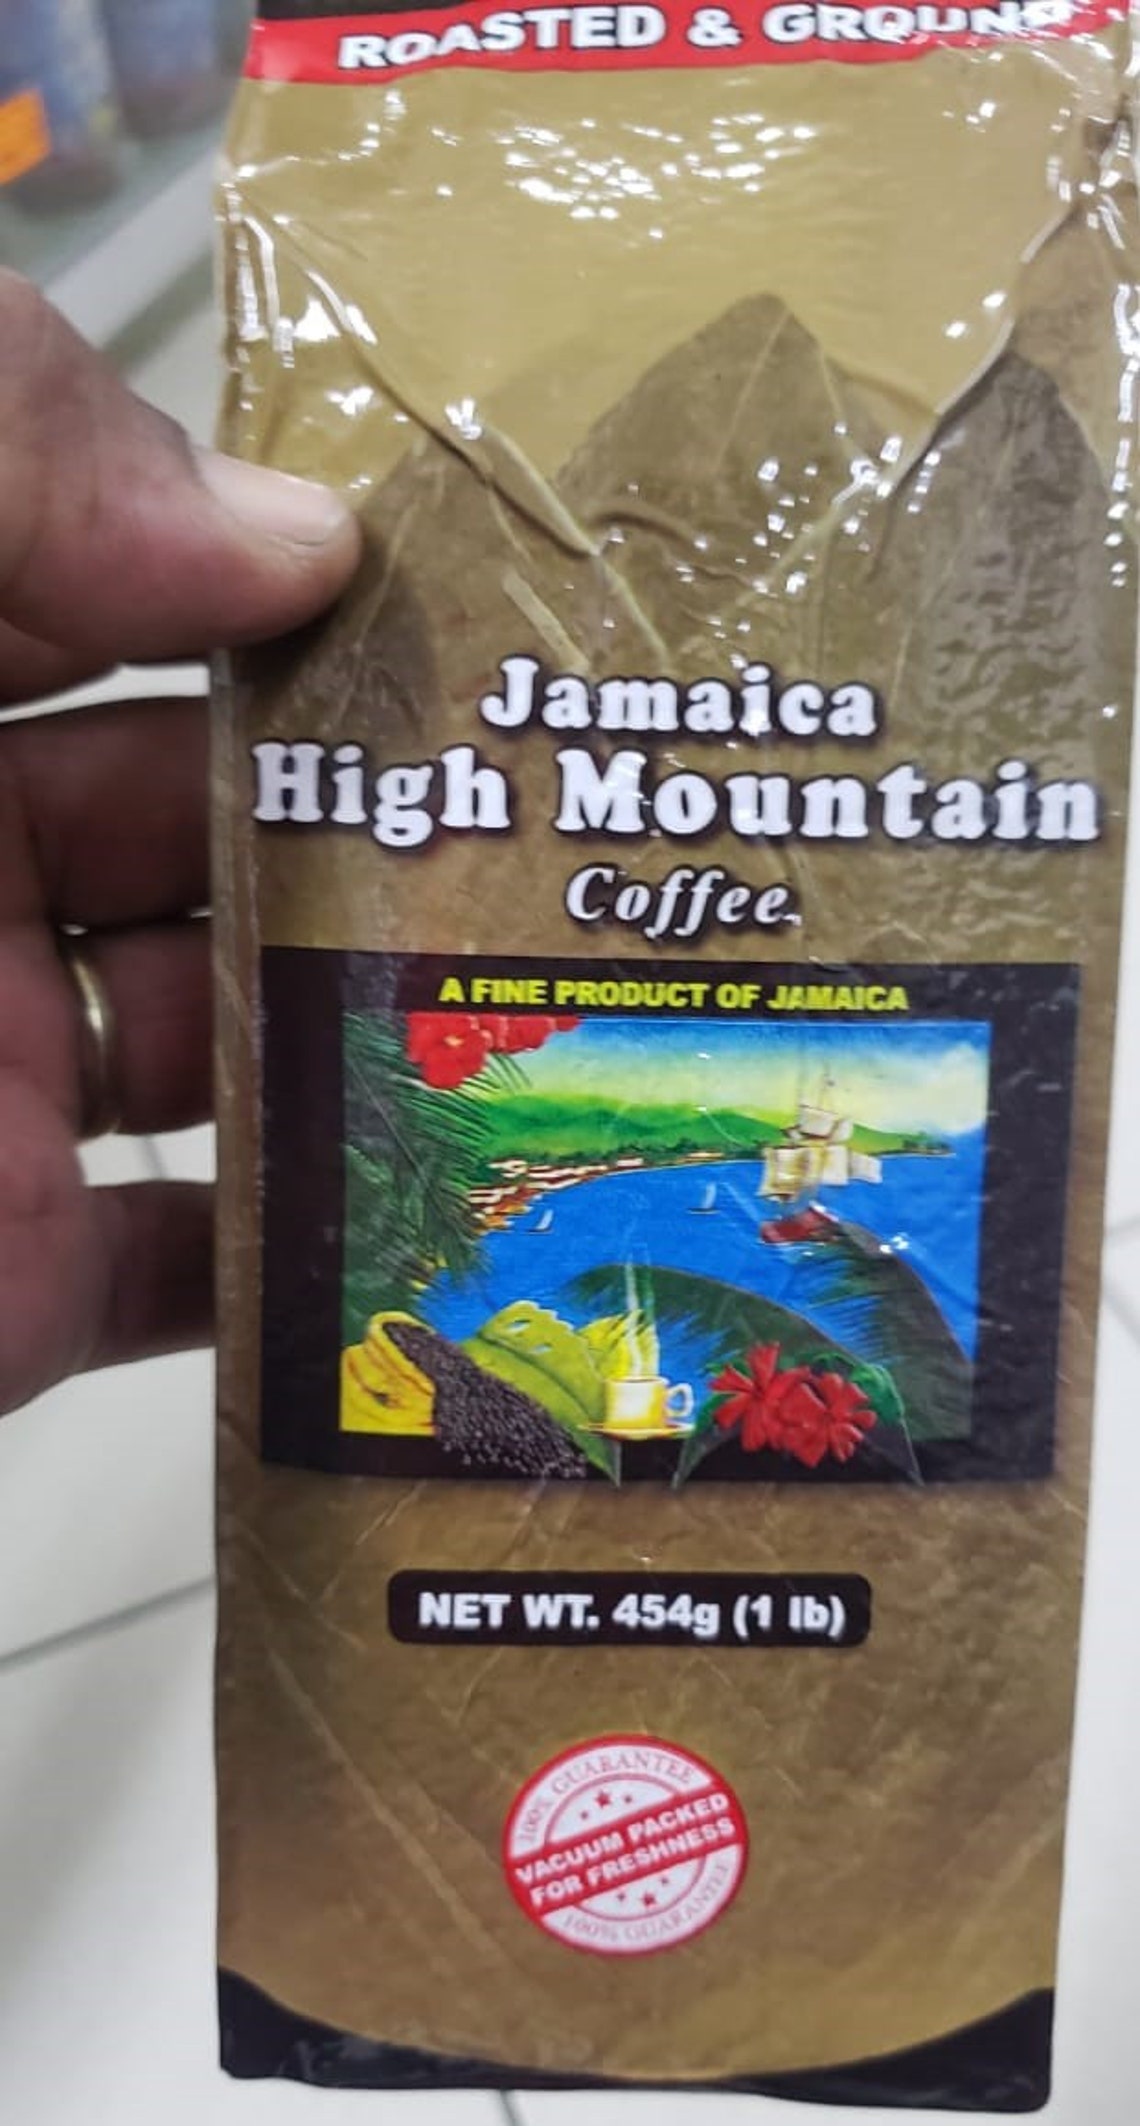 ROASTED & GROUND
Jamaica
High Mountain
Coffee
A FINE PRODUCT OF JAMAICA
NET WT. 454g (1 lb)
100% GUARANTEE
VACUUM PACKED
FOR FRESHNESS
100% GUARANTEE